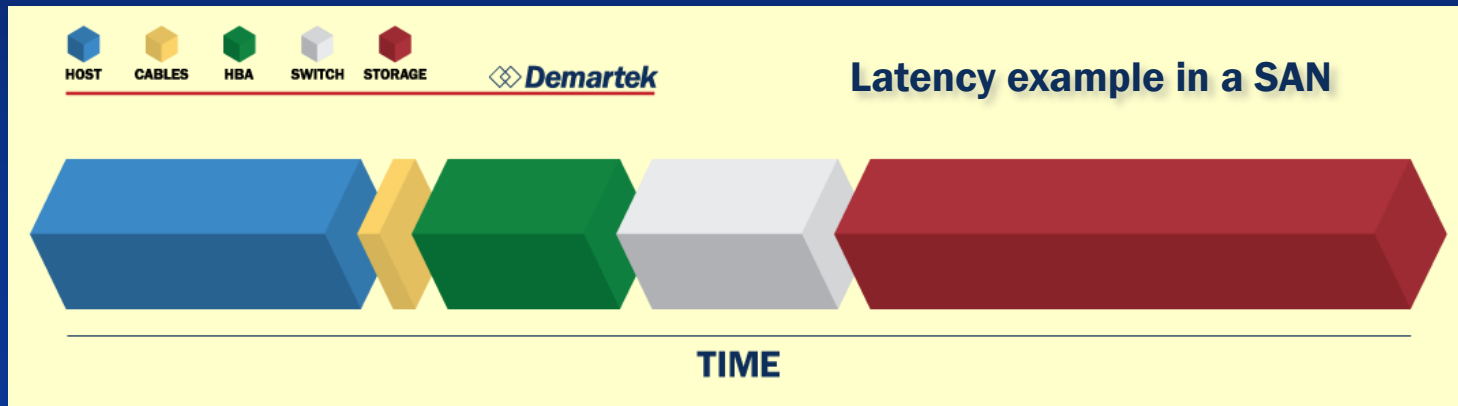 HOST CABLES HBA SWITCH STORAGE
Demartek
Latency example in a SAN
TIME